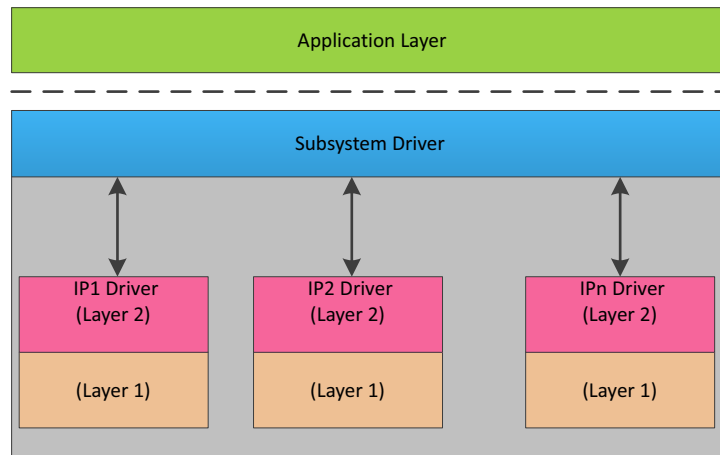 Application Layer
Subsystem Driver
IP1 Driver
(Layer 2)
(Layer 1)
IP2 Driver
(Layer 2)
(Layer 1)
IPn Driver
(Layer 2)
(Layer 1)